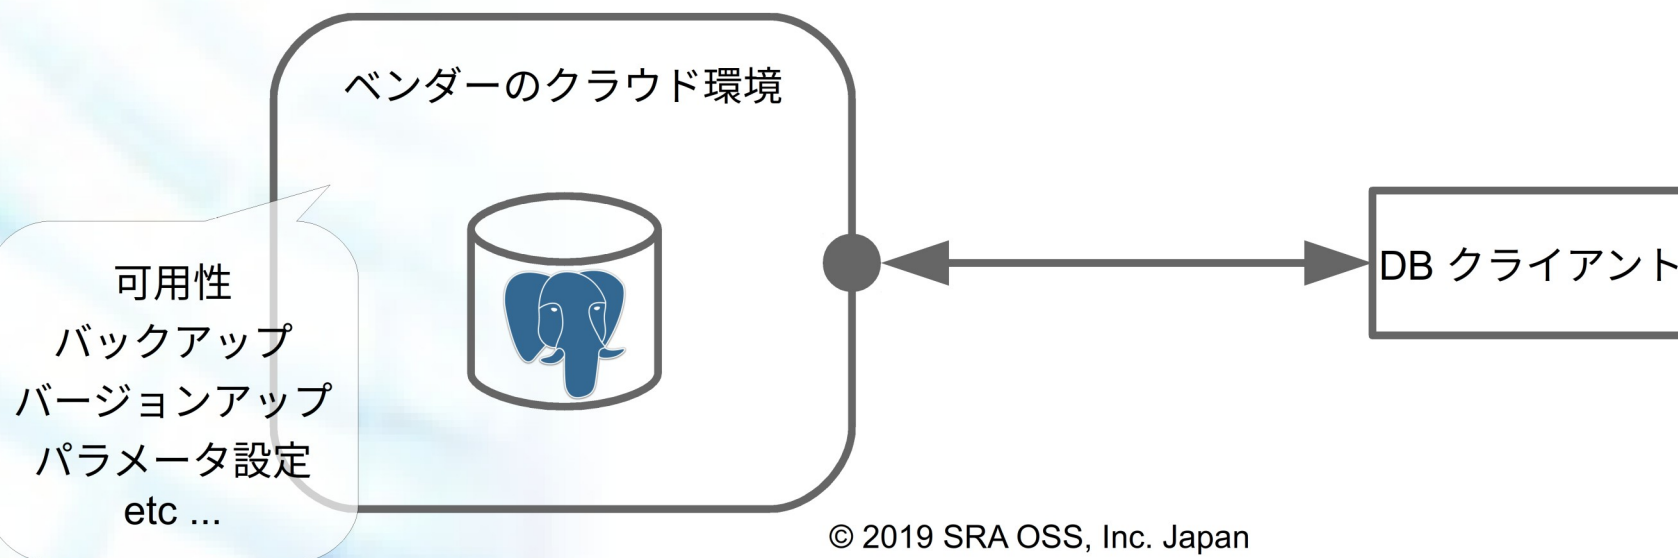 ベンダーのクラウド環境
可用性
バックアップ
バージョンアップ
パラメータ設定
etc ...
DB クライアント
© 2019 SRA OSS, Inc. Japan